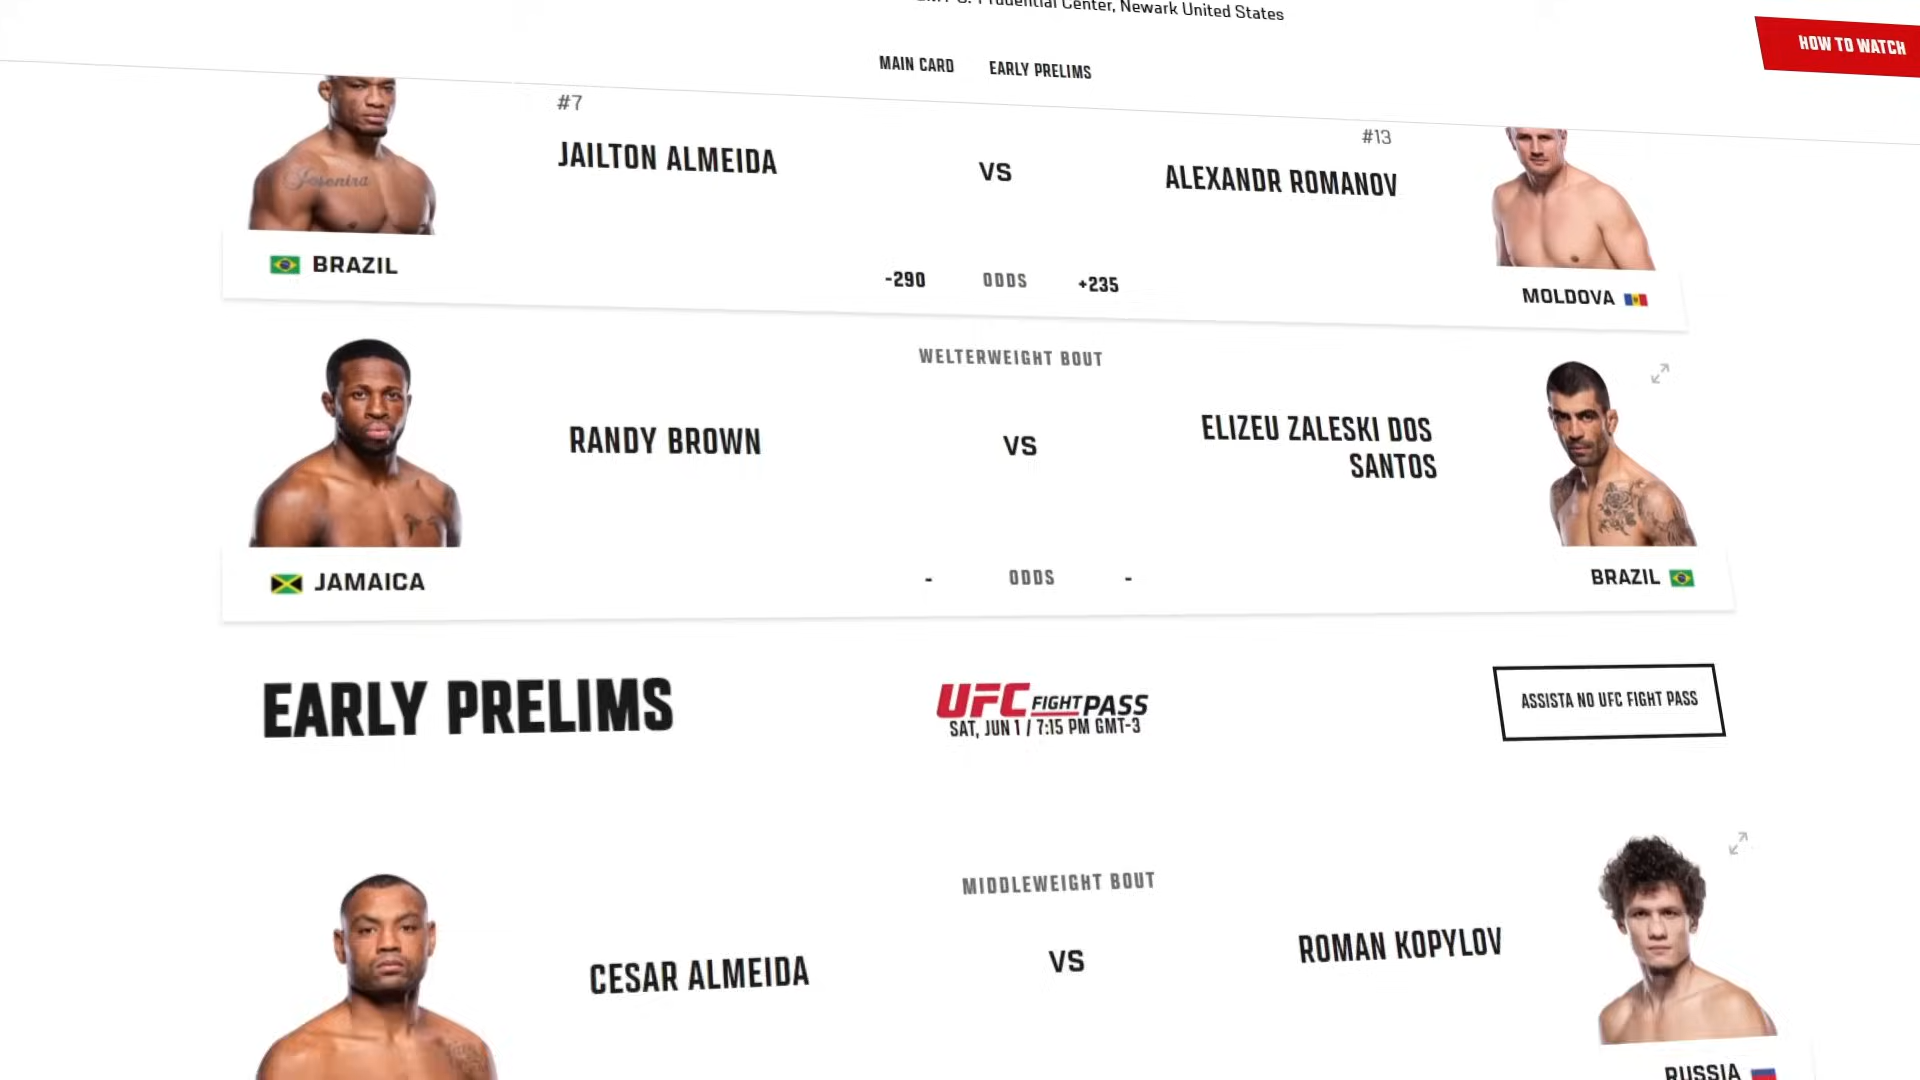 Prudential Center, Newark United States
HOW TO WATCH
MAIN CARD EARLY PRELIMS
#7
#13
JAILTON ALMEIDA
VS
ALEXANDR ROMANOV
Josenira
BRAZIL
-290 ODDS +235
MOLDOVA
WELTERWEIGHT BOUT
RANDY BROWN
VS
ELIZEU ZALESKI DOS
SANTOS
JAMAICA
- ODDS -
BRAZIL
EARLY PRELIMS
UFC FIGHT PASS
SAT, JUN 1 / 7:15 PM GMT-3
ASSISTA NO UFC FIGHT PASS
MIDDLEWEIGHT BOUT
CESAR ALMEIDA
VS
ROMAN KOPYLOV
RUSSIA